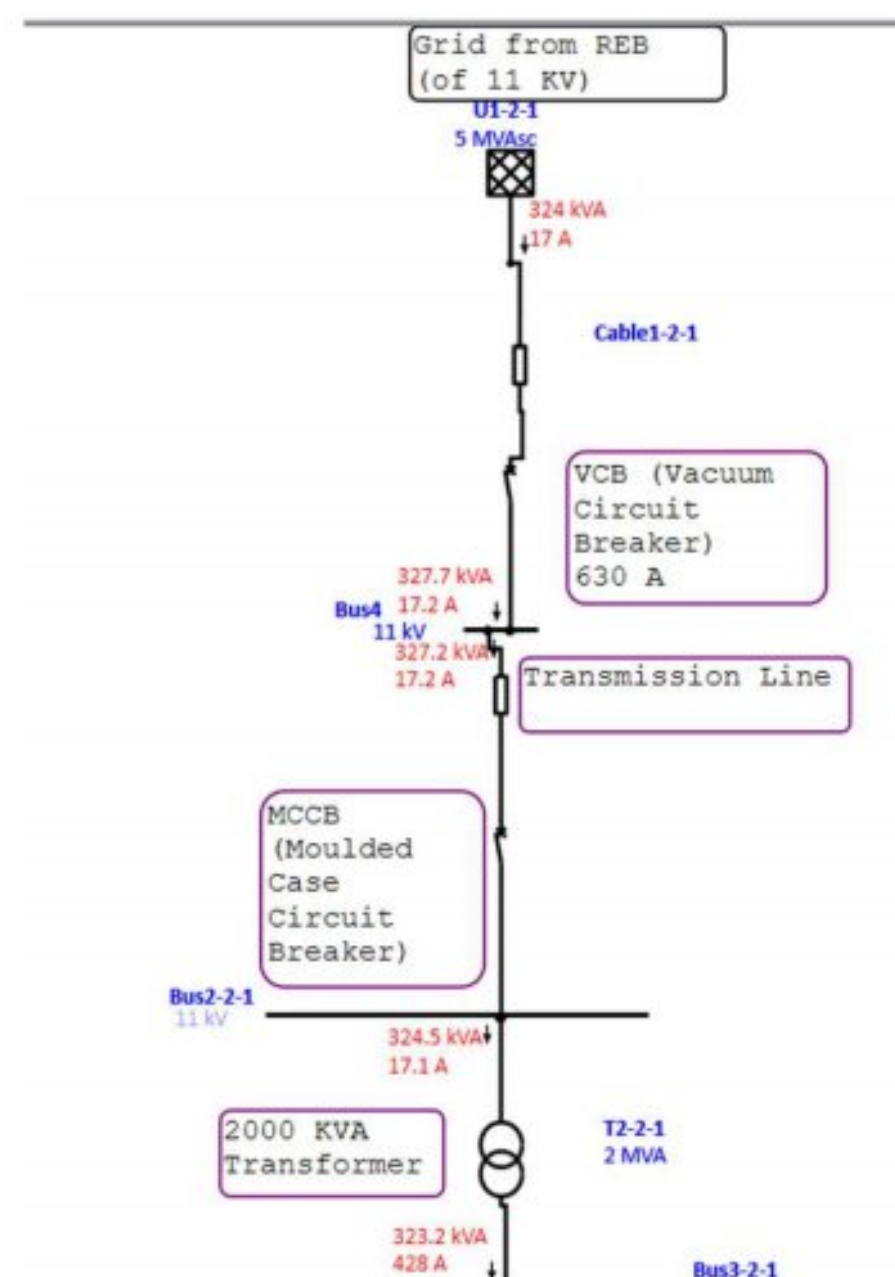 Grid from REB
(of 11 KV)
U1-2-1
5 MVAsc
324 kVA
17 A
Cable1-2-1
VCB (Vacuum
Circuit
Breaker)
630 A
327.7 kVA
17.2 A
Bus4
11 kV
327.2 kVA
17.2 A
Transmission Line
MCCB
(Moulded
Case
Circuit
Breaker)
Bus2-2-1
11 kV
324.5 kVA
17.1 A
2000 KVA
Transformer
T2-2-1
2 MVA
323.2 kVA
428 A
Bus3-2-1